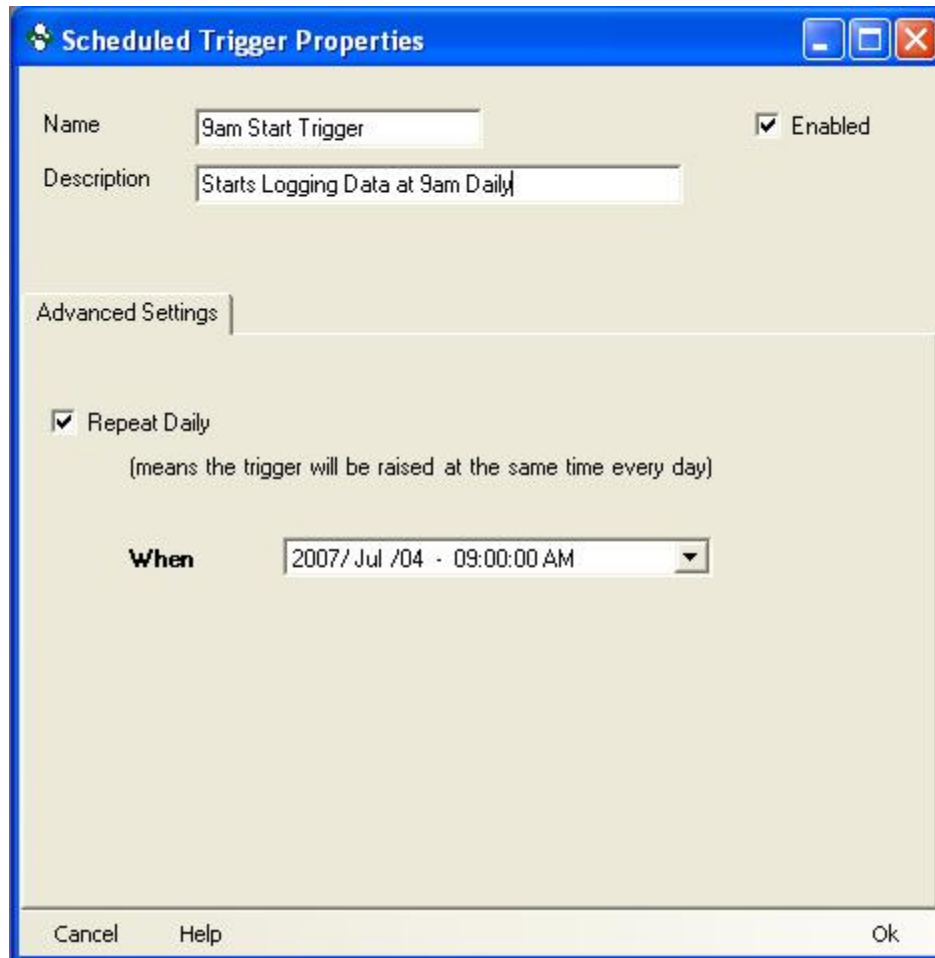 Scheduled Trigger Properties
Name 9am Start Trigger Enabled
Description Starts Logging Data at 9am Daily
Advanced Settings
Repeat Daily
(means the trigger will be raised at the same time every day)
When 2007/ Jul /04 - 09:00:00 AM
Cancel Help Ok